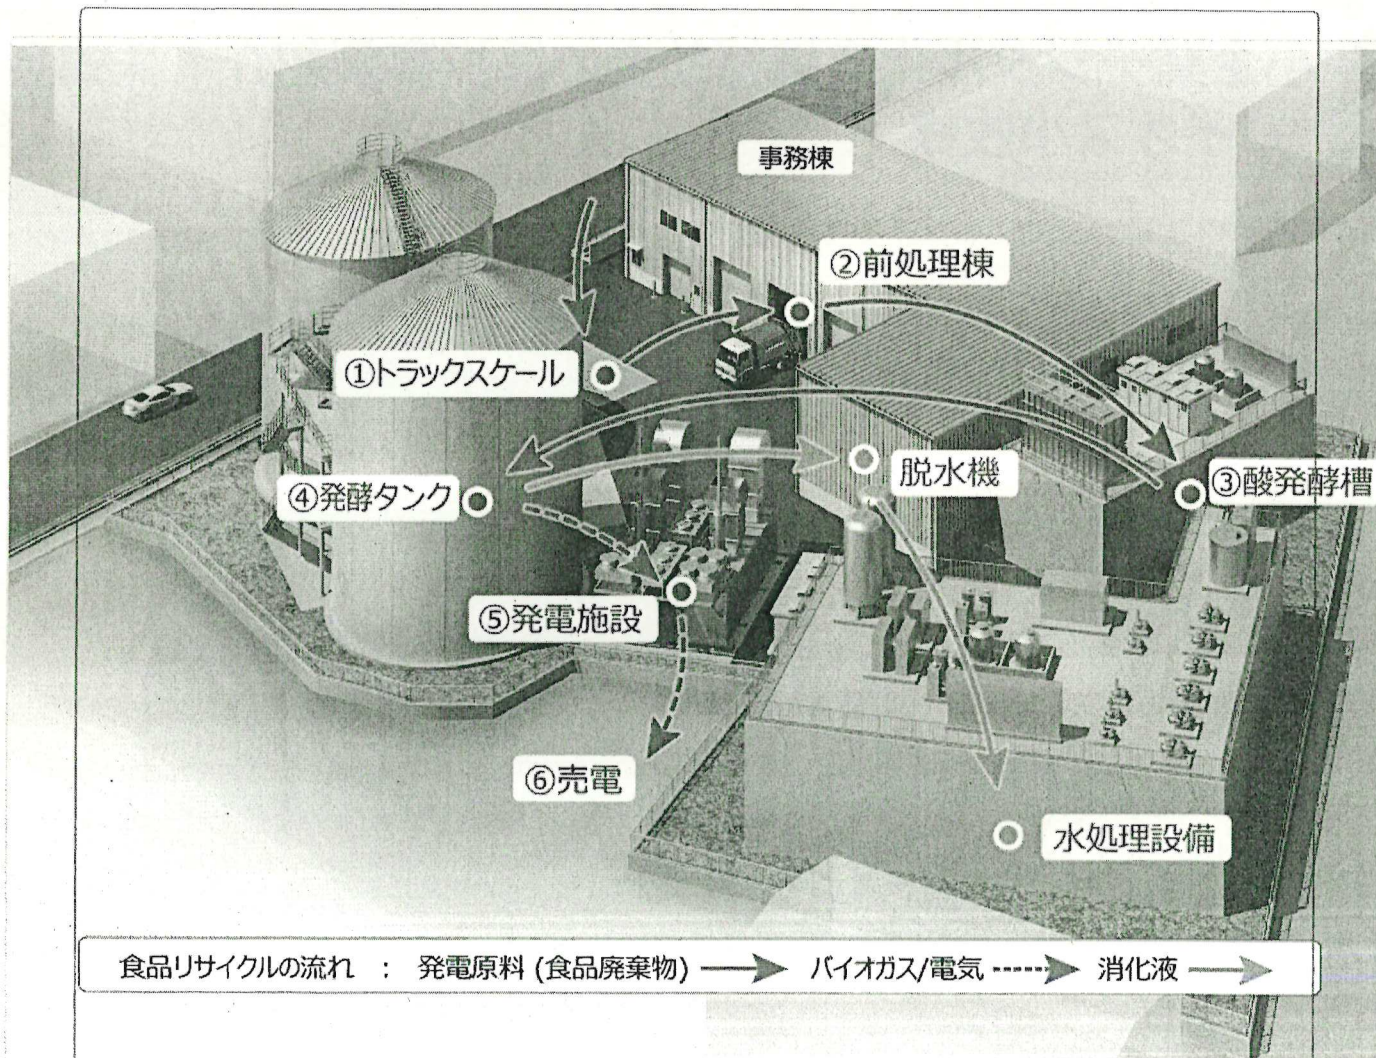 事務棟
②前処理棟
①トラックスケール
脱水機
③酸発酵槽
④発酵タンク
⑤発電施設
⑥売電
水処理設備
食品リサイクルの流れ : 発電原料 (食品廃棄物) バイオガス/電気 消化液